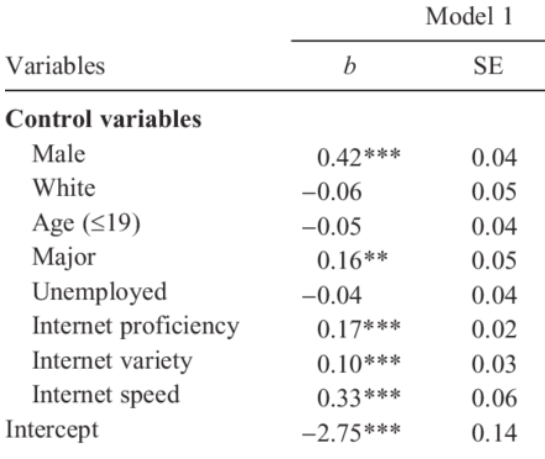 Model 1
Variables b SE
Control variables
Male 0.42*** 0.04
White –0.06 0.05
Age (≤19) –0.05 0.04
Major 0.16** 0.05
Unemployed –0.04 0.04
Internet proficiency 0.17*** 0.02
Internet variety 0.10*** 0.03
Internet speed 0.33*** 0.06
Intercept –2.75*** 0.14